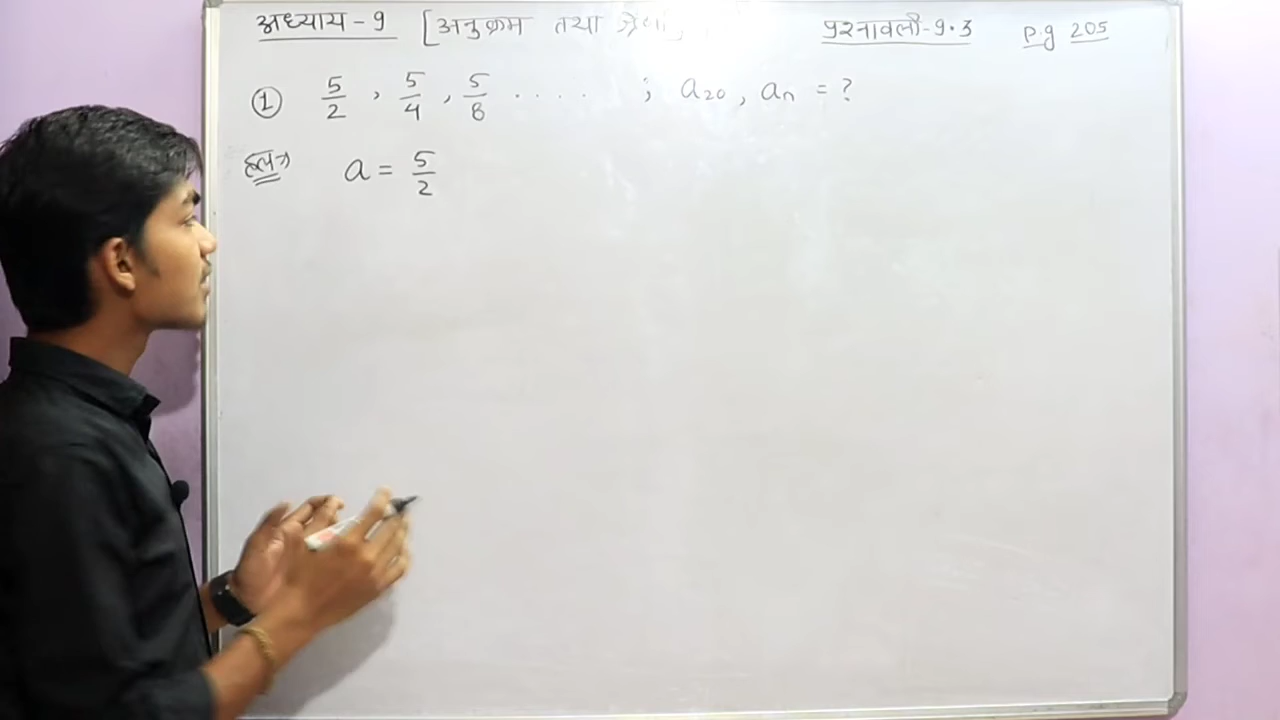 अध्याय - 9 [अनुक्रम तथा श्रेणी] प्रश्नावली-9.3 P.g 205
① 5/2 , 5/4 , 5/8 .... ; a₂₀ , aₙ = ?
हल→ a = 5/2